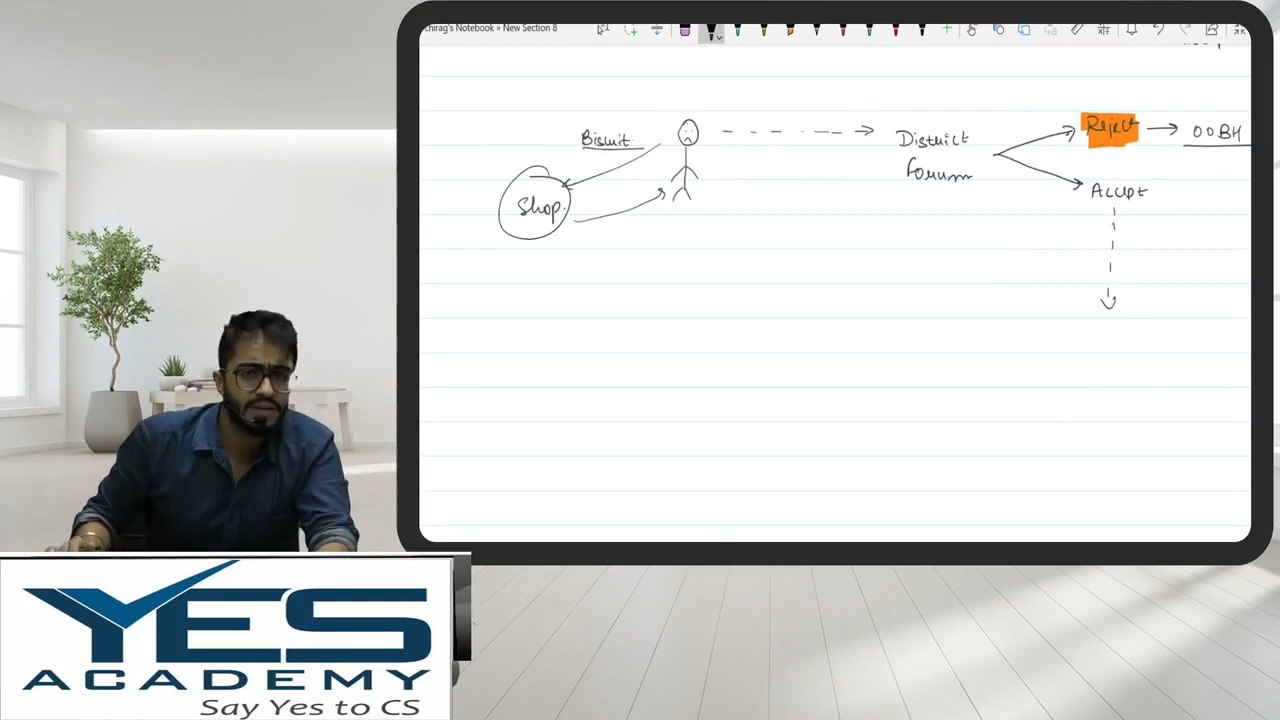 chirag's Notebook » New Section 8
Biscuit
Shop
District
forum
Reject
OOBH
Accept
YES
ACADEMY
Say Yes to CS